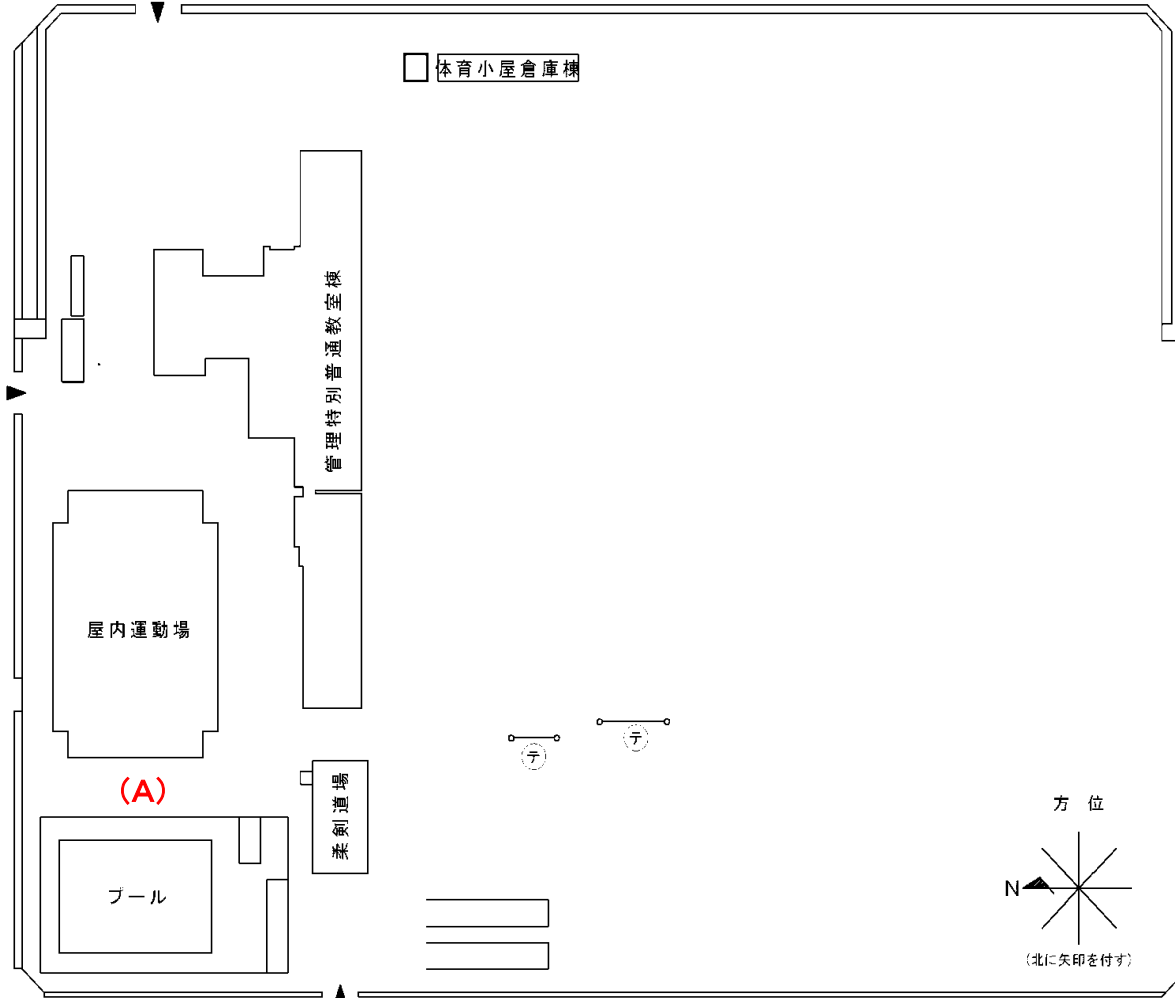 体育小屋倉庫棟
管理特別普通教室棟
屋内運動場
テ
テ
(A)
柔剣道場
プール
方位
N
(北に矢印を付す)